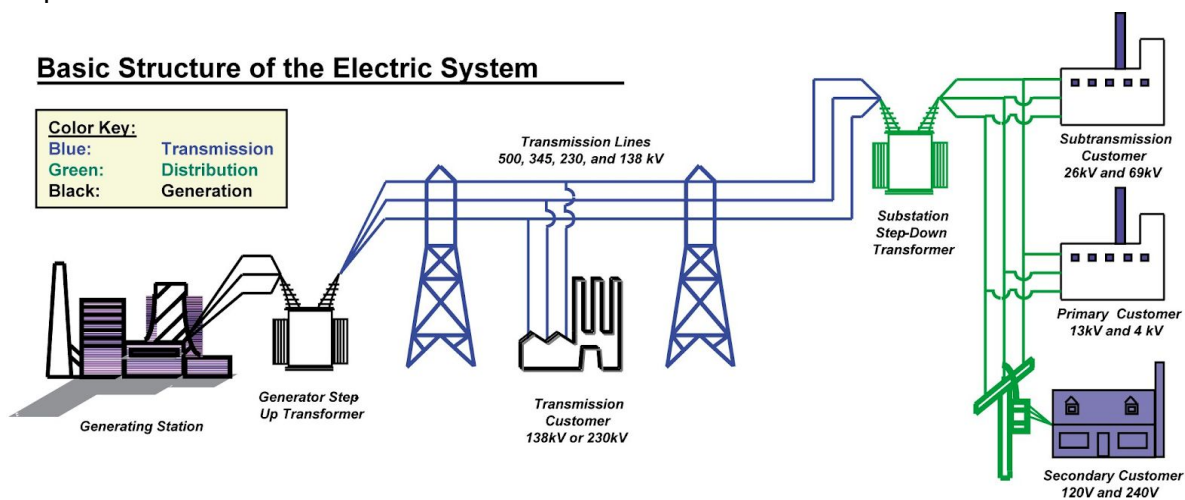 Basic Structure of the Electric System
Color Key:
Blue: Transmission
Green: Distribution
Black: Generation
Transmission Lines
500, 345, 230, and 138 kV
Subtransmission
Customer
26kV and 69kV
Substation
Step-Down
Transformer
Primary Customer
13kV and 4 kV
Generating Station
Generator Step
Up Transformer
Transmission
Customer
138kV or 230kV
Secondary Customer
120V and 240V